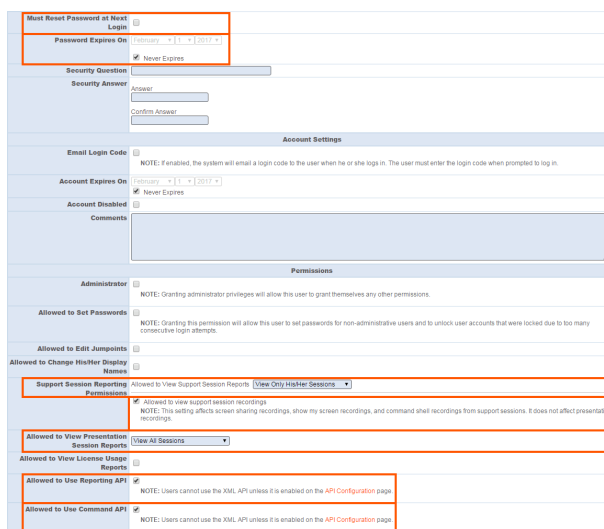 Must Reset Password at Next
Login
Password Expires On February 1 2017
Never Expires
Security Question
Security Answer
Answer
Confirm Answer
Account Settings
Email Login Code
NOTE: If enabled, the system will email a login code to the user when he or she logs in. The user must enter the login code when prompted to log in.
Account Expires On February 1 2017
Never Expires
Account Disabled
Comments
Permissions
Administrator
NOTE: Granting administrator privileges will allow this user to grant themselves any other permissions.
Allowed to Set Passwords
NOTE: Granting this permission will allow this user to set passwords for non-administrative users and to unlock user accounts that were locked due to too many
consecutive login attempts.
Allowed to Edit Jumpoints
Allowed to Change His/Her Display
Names
Support Session Reporting Allowed to View Support Session Reports View Only His/Her Sessions
Permissions
Allowed to view support session recordings
NOTE: This setting affects screen sharing recordings, show my screen recordings, and command shell recordings from support sessions. It does not affect presentati
recordings.
Allowed to View Presentation
Session Reports View All Sessions
Allowed to View License Usage
Reports
Allowed to Use Reporting API
NOTE: Users cannot use the XML API unless it is enabled on the API Configuration page.
Allowed to Use Command API
NOTE: Users cannot use the XML API unless it is enabled on the API Configuration page.